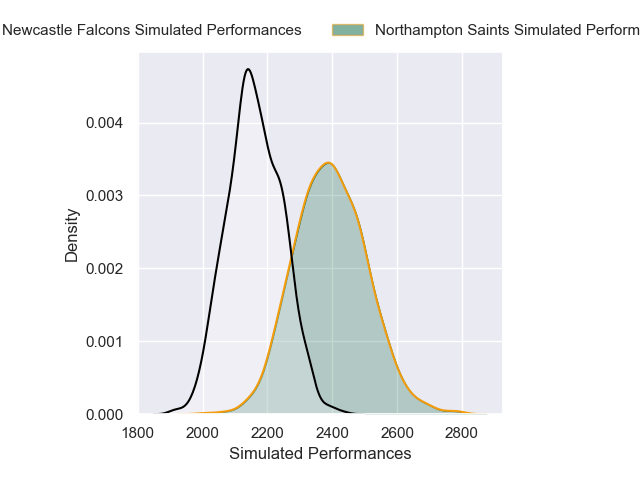 Newcastle Falcons Simulated Performances
Northampton Saints Simulated Perform
Density
0.004
0.003
0.002
0.001
0.000
1800 2000 2200 2400 2600 2800
Simulated Performances